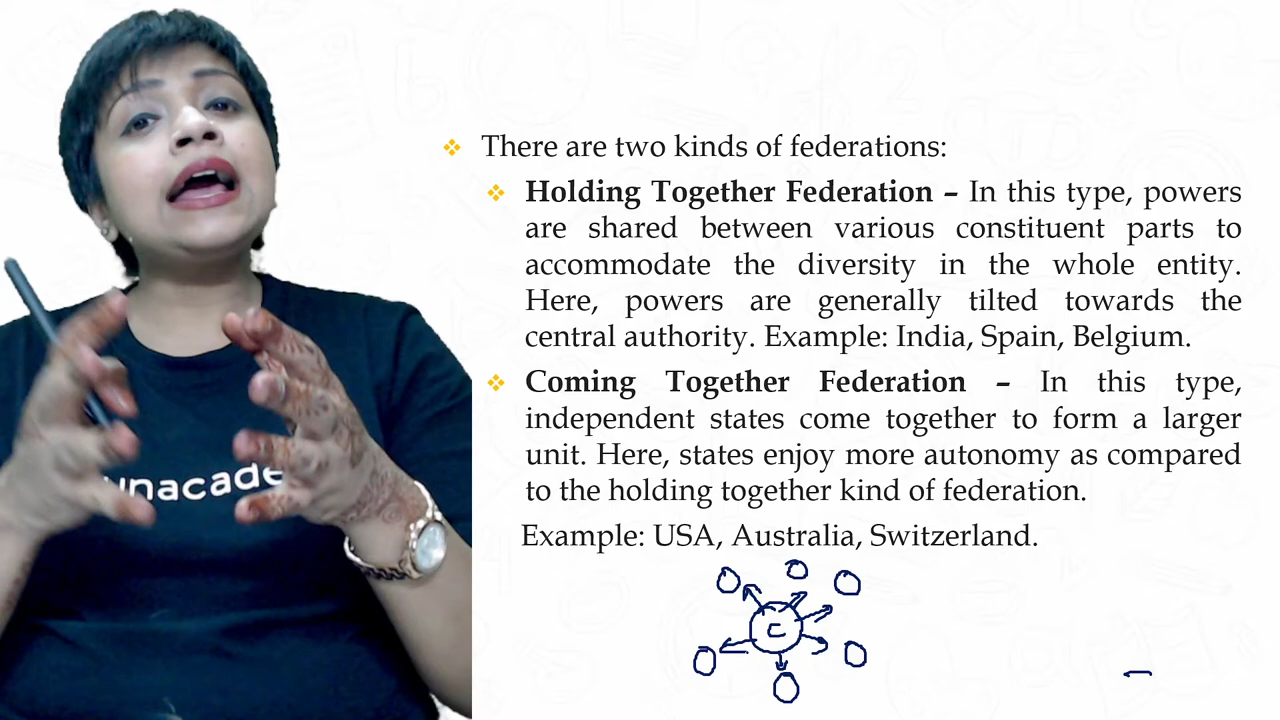 ❖ There are two kinds of federations:
❖ Holding Together Federation – In this type, powers
are shared between various constituent parts to
accommodate the diversity in the whole entity.
Here, powers are generally tilted towards the
central authority. Example: India, Spain, Belgium.
❖ Coming Together Federation – In this type,
independent states come together to form a larger
unit. Here, states enjoy more autonomy as compared
to the holding together kind of federation.
Example: USA, Australia, Switzerland.
C
unacade